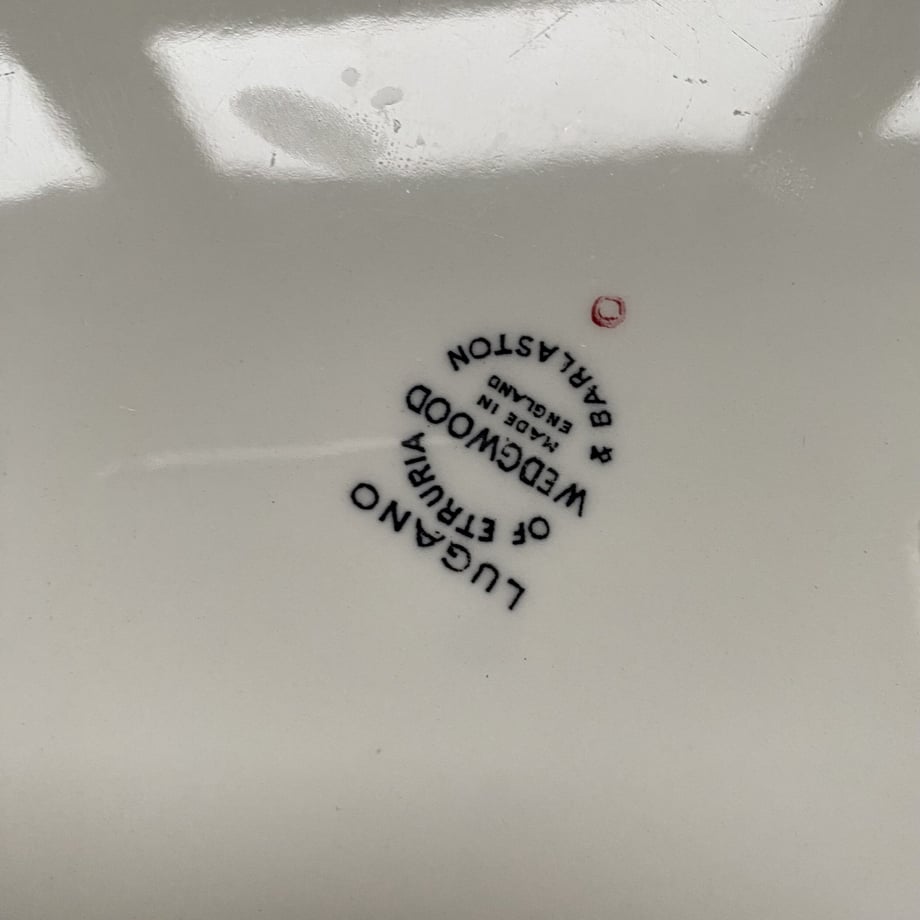 LUGANO
OF ETRURIA
WEDGWOOD
MADE IN
ENGLAND
& BARLASTON